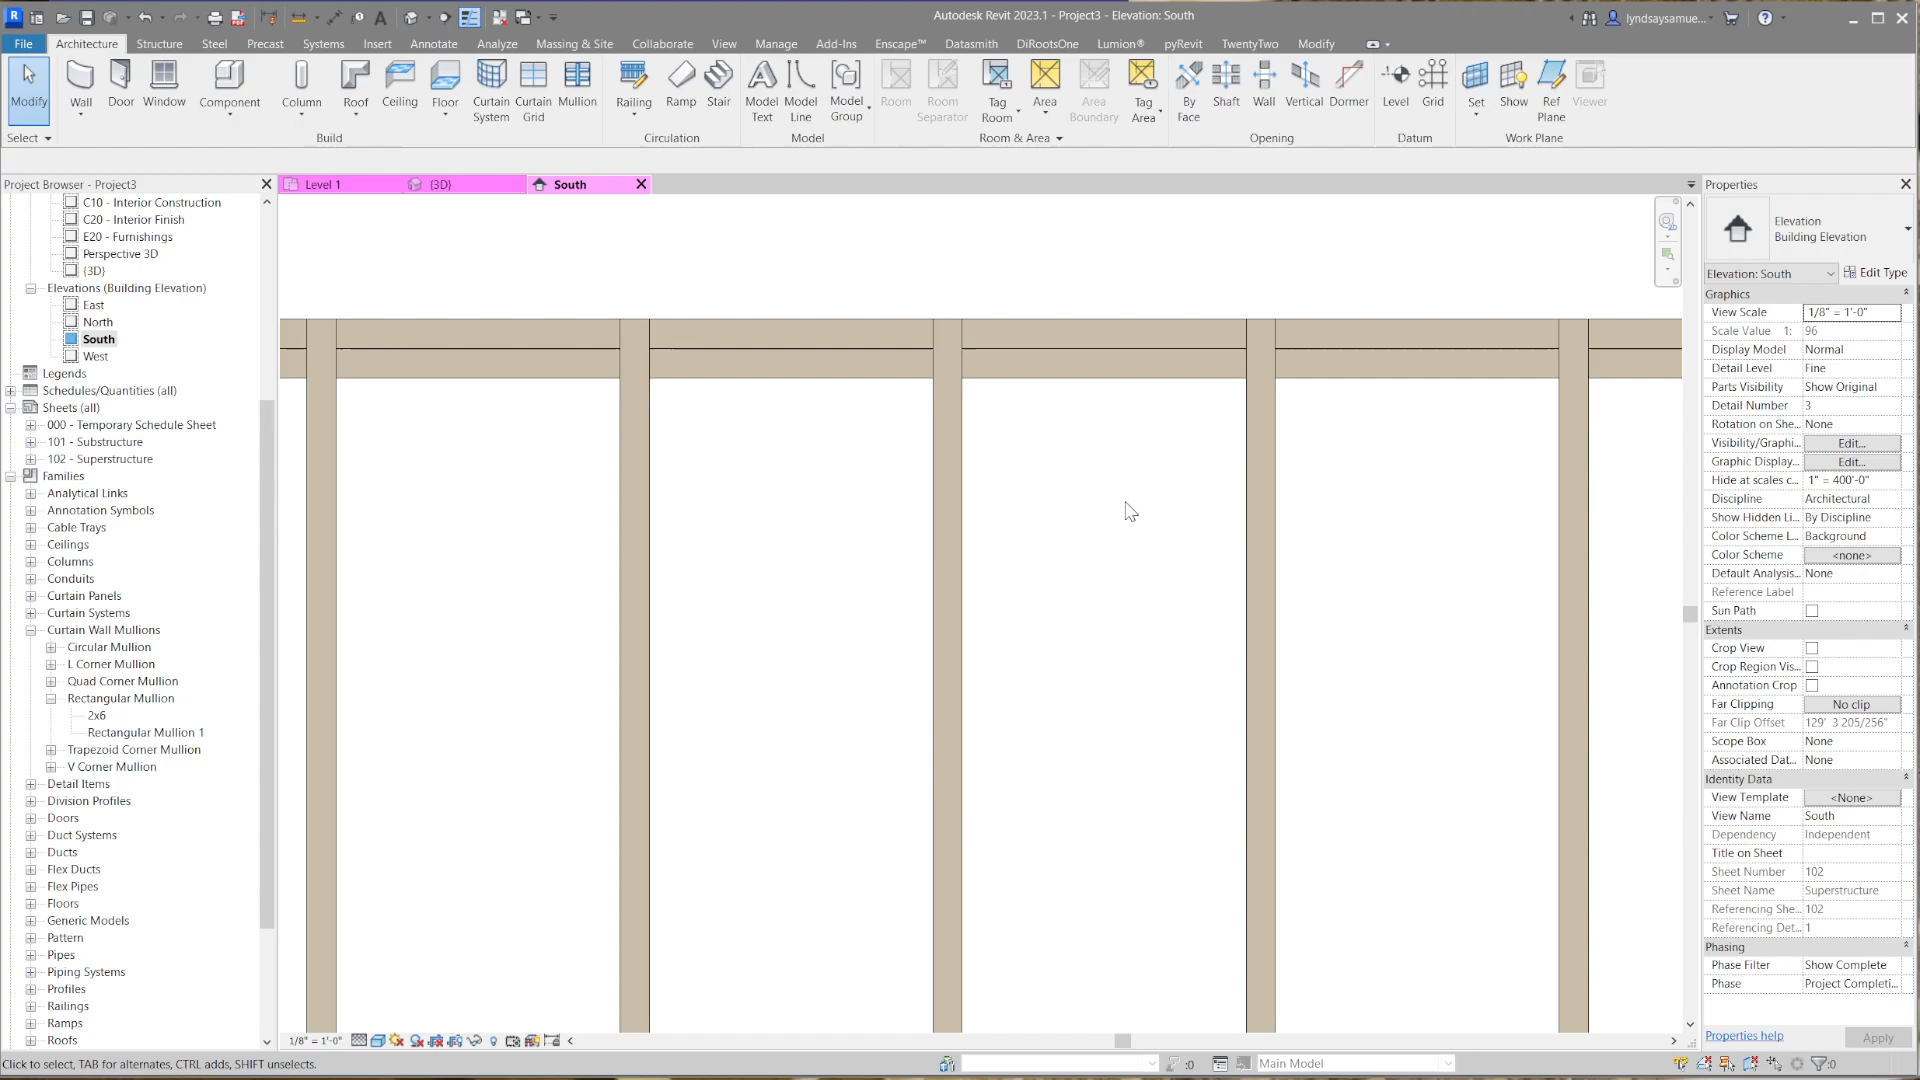 Autodesk Revit 2023.1 - Project3 - Elevation: South
lyndsaysamue...
File Architecture Structure Steel Precast Systems Insert Annotate Analyze Massing & Site Collaborate View Manage Add-Ins Enscape™ Datasmith DiRootsOne Lumion® pyRevit TwentyTwo Modify
Modify
Wall
Door
Window
Component
Column
Roof
Ceiling
Floor
Curtain System
Curtain Grid
Mullion
Railing
Ramp
Stair
Model Text
Model Line
Model Group
Room
Room Separator
Tag Room
Area
Area Boundary
Tag Area
By Face
Shaft
Wall
Vertical
Dormer
Level
Grid
Set
Show
Ref Plane
Viewer
Select
Build
Circulation
Model
Room & Area
Opening
Datum
Work Plane
Project Browser - Project3
C10 - Interior Construction
C20 - Interior Finish
E20 - Furnishings
Perspective 3D
{3D}
Elevations (Building Elevation)
East
North
South
West
Legends
Schedules/Quantities (all)
Sheets (all)
000 - Temporary Schedule Sheet
101 - Substructure
102 - Superstructure
Families
Analytical Links
Annotation Symbols
Cable Trays
Ceilings
Columns
Conduits
Curtain Panels
Curtain Systems
Curtain Wall Mullions
Circular Mullion
L Corner Mullion
Quad Corner Mullion
Rectangular Mullion
2x6
Rectangular Mullion 1
Trapezoid Corner Mullion
V Corner Mullion
Detail Items
Division Profiles
Doors
Duct Systems
Ducts
Flex Ducts
Flex Pipes
Floors
Generic Models
Pattern
Pipes
Piping Systems
Profiles
Railings
Ramps
Roofs
Level 1
{3D}
South
1/8" = 1'-0"
Properties
Elevation
Building Elevation
Elevation: South
Edit Type
Graphics
View Scale 1/8" = 1'-0"
Scale Value 1: 96
Display Model Normal
Detail Level Fine
Parts Visibility Show Original
Detail Number 3
Rotation on She... None
Visibility/Graphi... Edit...
Graphic Display... Edit...
Hide at scales c... 1" = 400'-0"
Discipline Architectural
Show Hidden Li... By Discipline
Color Scheme L... Background
Color Scheme <none>
Default Analysis... None
Reference Label
Sun Path
Extents
Crop View
Crop Region Vis...
Annotation Crop
Far Clipping No clip
Far Clip Offset 129' 3 205/256"
Scope Box None
Associated Dat... None
Identity Data
View Template <None>
View Name South
Dependency Independent
Title on Sheet
Sheet Number 102
Sheet Name Superstructure
Referencing She... 102
Referencing Det... 1
Phasing
Phase Filter Show Complete
Phase Project Completi...
Properties help
Apply
Click to select, TAB for alternates, CTRL adds, SHIFT unselects.
:0
Main Model
:0